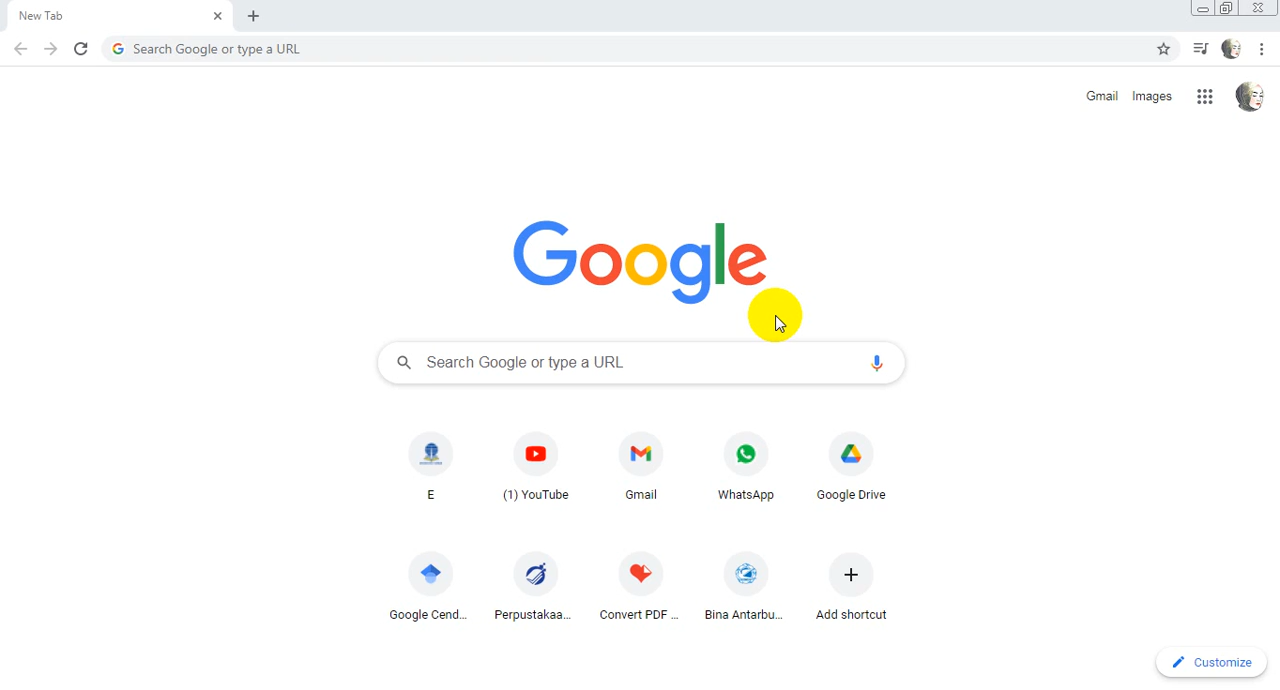 New Tab
Search Google or type a URL
Gmail Images
Google
Search Google or type a URL
E (1) YouTube Gmail WhatsApp Google Drive
Google Cend... Perpustakaa... Convert PDF ... Bina Antarbu... Add shortcut
Customize